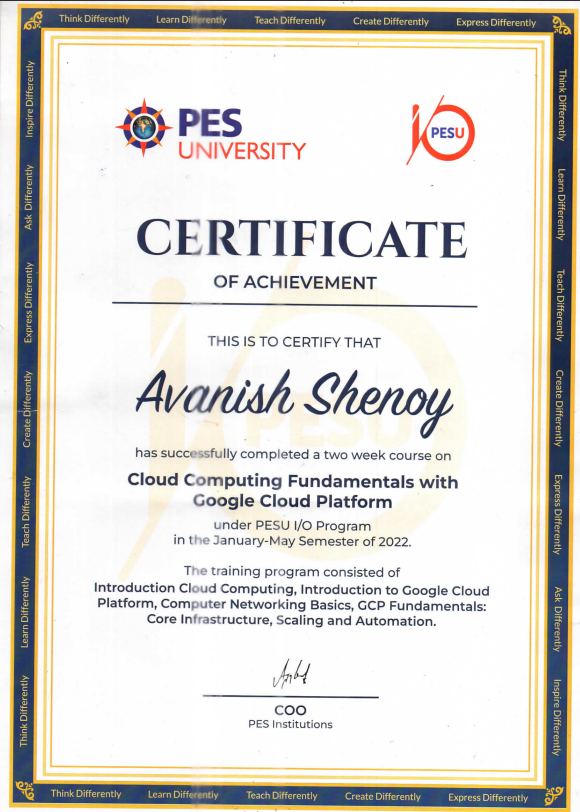 Think Differently Learn Differently Teach Differently Create Differently Express Differently
Inspire Differently
Ask Differently
Express Differently
Create Differently
Teach Differently
Learn Differently
Think Differently
PES
UNIVERSITY
PESU
CERTIFICATE
OF ACHIEVEMENT
THIS IS TO CERTIFY THAT
Avanish Shenoy
has successfully completed a two week course on
Cloud Computing Fundamentals with
Google Cloud Platform
under PESU I/O Program
in the January-May Semester of 2022.
The training program consisted of
Introduction Cloud Computing, Introduction to Google Cloud
Platform, Computer Networking Basics, GCP Fundamentals:
Core Infrastructure, Scaling and Automation.
COO
PES Institutions
Think Differently
Learn Differently
Teach Differently
Create Differently
Express Differently
Ask Differently
Inspire Differently
Think Differently Learn Differently Teach Differently Create Differently Express Differently